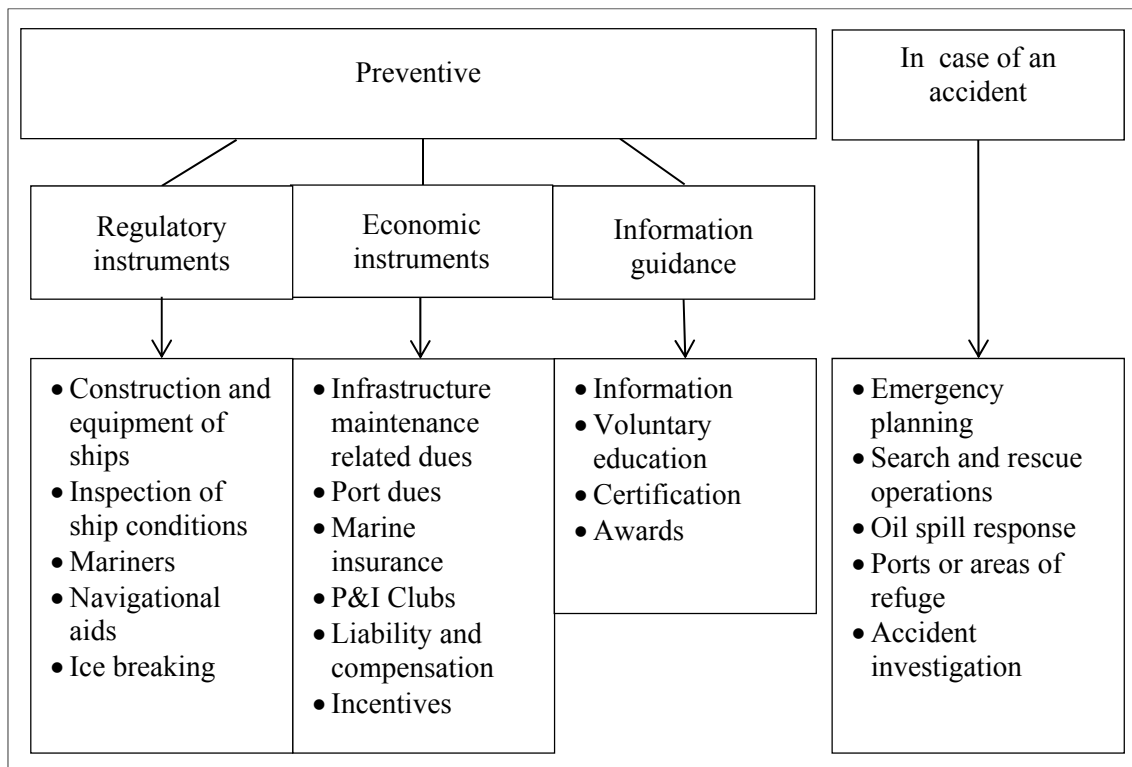 Preventive
In case of an
accident
Regulatory
instruments
Economic
instruments
Information
guidance
• Construction and
equipment of
ships
• Inspection of
ship conditions
• Mariners
• Navigational
aids
• Ice breaking
• Infrastructure
maintenance
related dues
• Port dues
• Marine
insurance
• P&I Clubs
• Liability and
compensation
• Incentives
• Information
• Voluntary
education
• Certification
• Awards
• Emergency
planning
• Search and rescue
operations
• Oil spill response
• Ports or areas of
refuge
• Accident
investigation